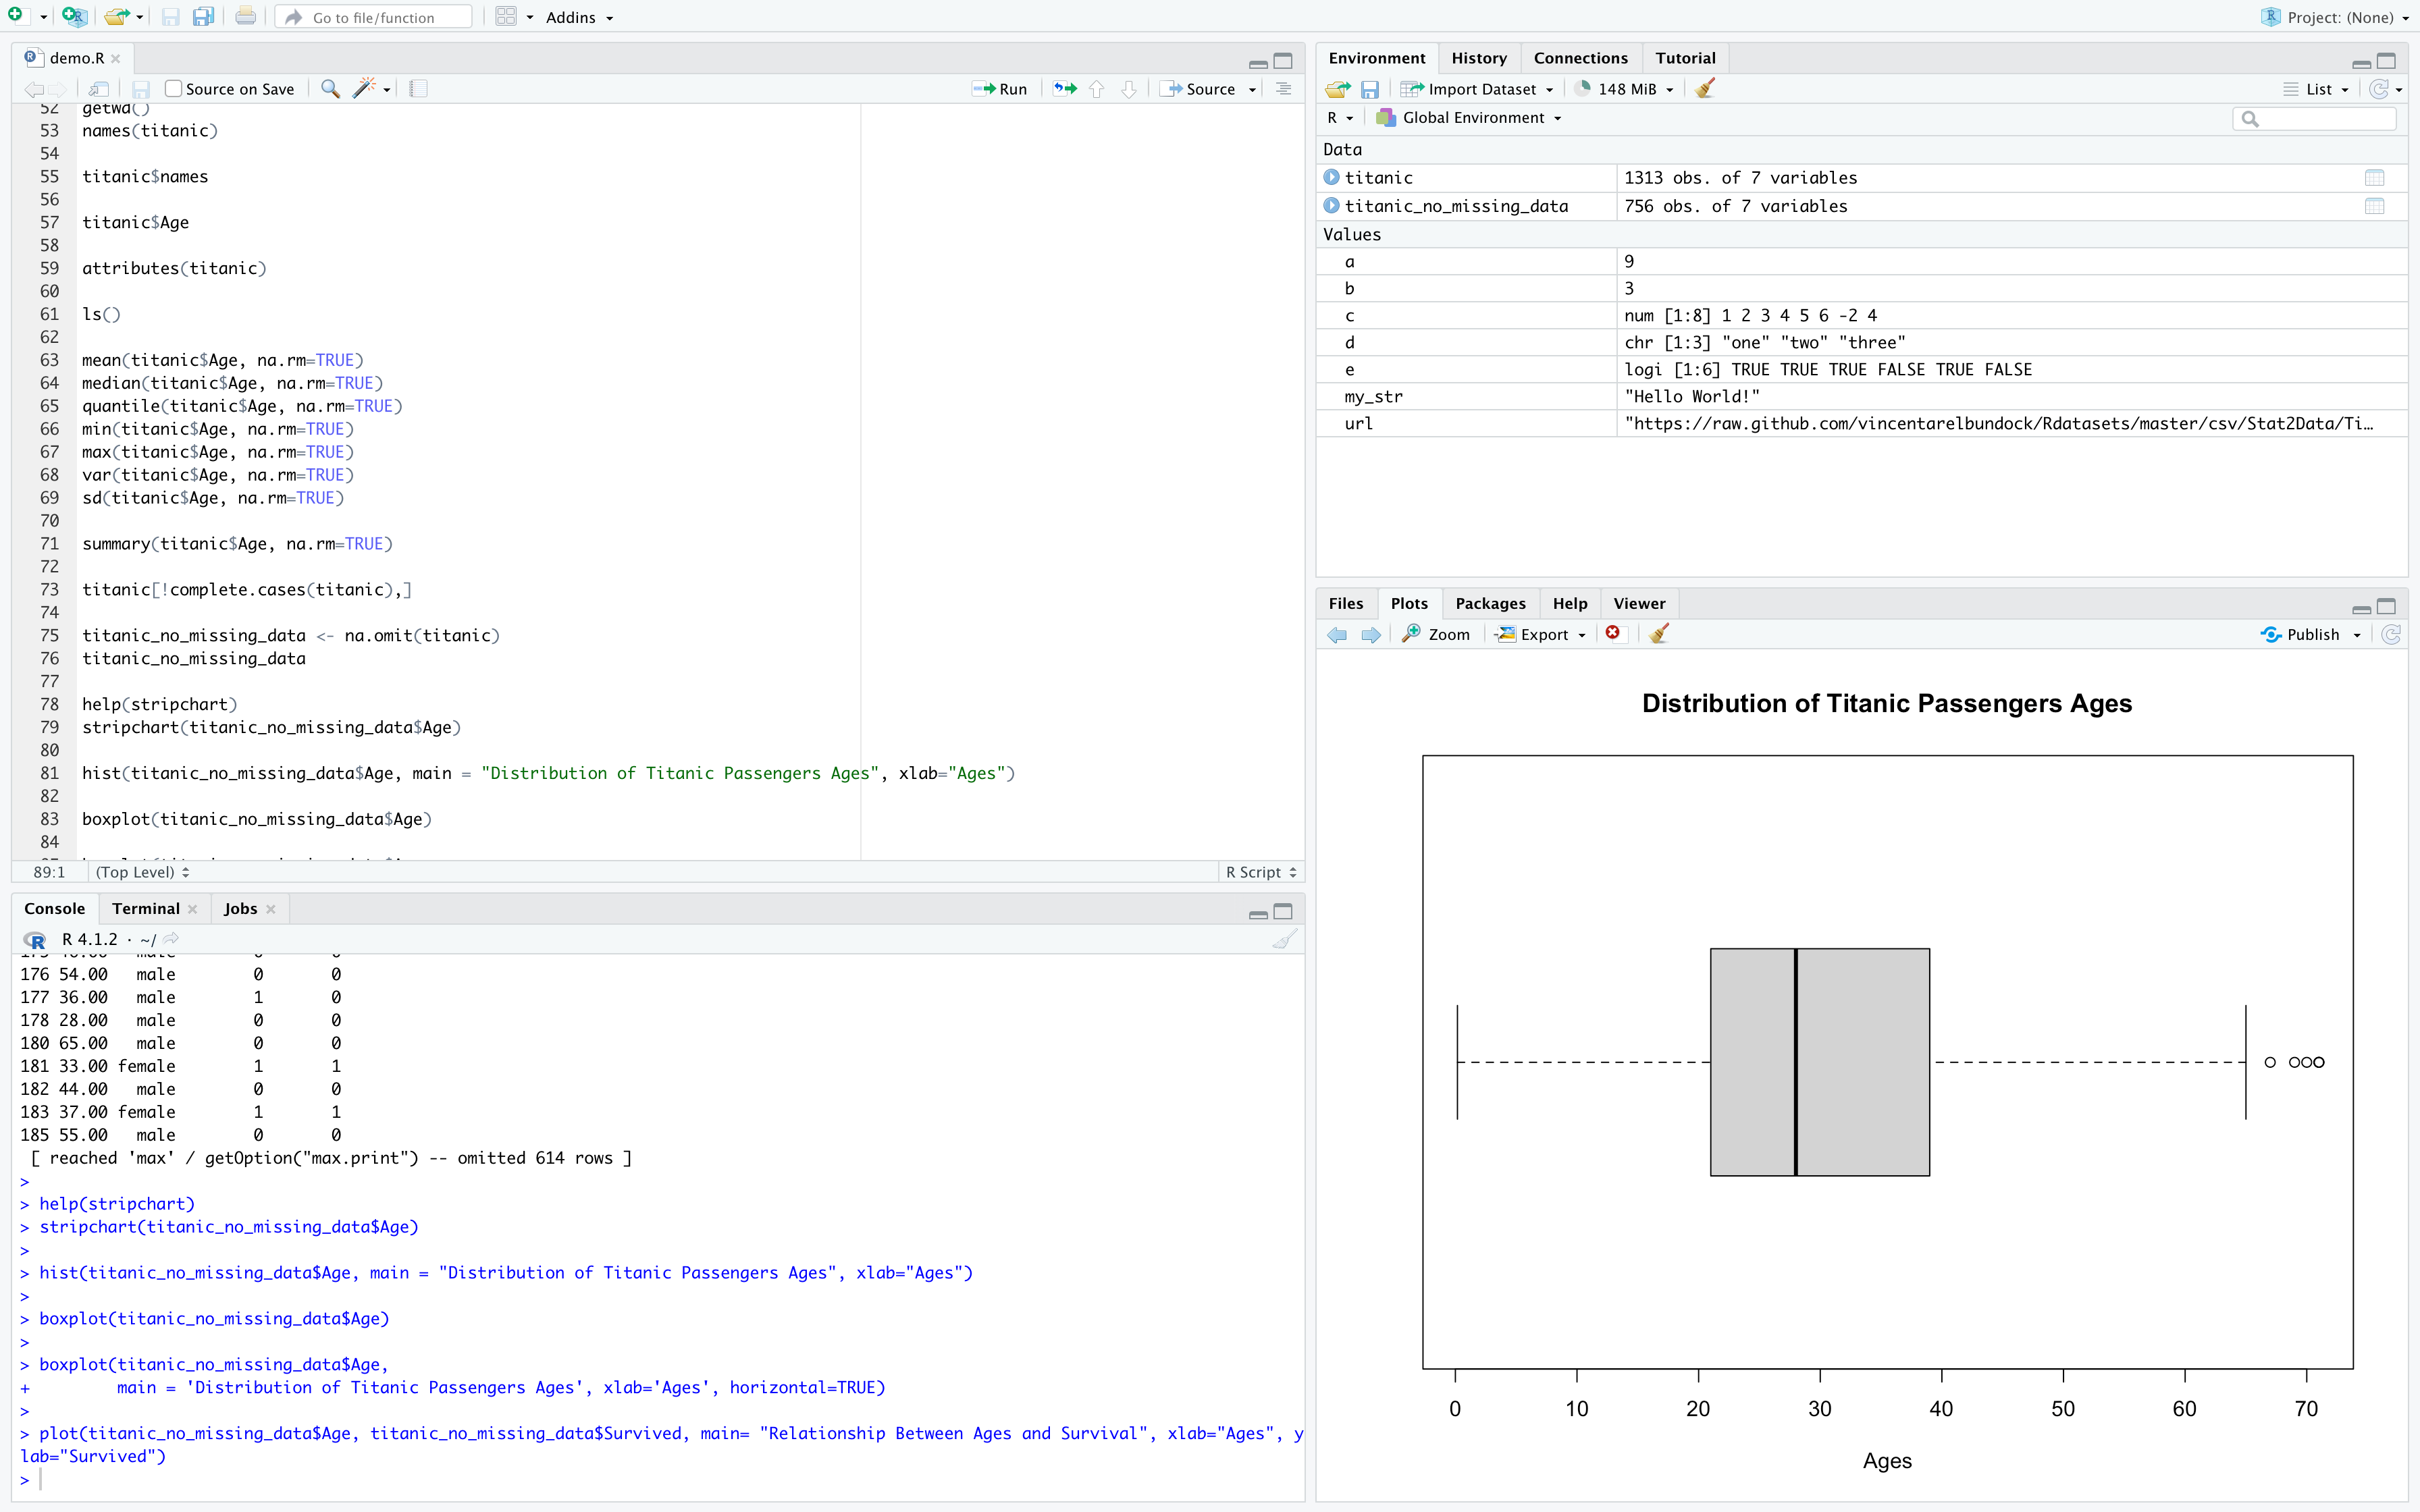 Go to file/function
Addins
Project: (None)
demo.R
Source on Save
Run
Source
52 getwd()
53 names(titanic)
54
55 titanic$names
56
57 titanic$Age
58
59 attributes(titanic)
60
61 ls()
62
63 mean(titanic$Age, na.rm=TRUE)
64 median(titanic$Age, na.rm=TRUE)
65 quantile(titanic$Age, na.rm=TRUE)
66 min(titanic$Age, na.rm=TRUE)
67 max(titanic$Age, na.rm=TRUE)
68 var(titanic$Age, na.rm=TRUE)
69 sd(titanic$Age, na.rm=TRUE)
70
71 summary(titanic$Age, na.rm=TRUE)
72
73 titanic[!complete.cases(titanic),]
74
75 titanic_no_missing_data <- na.omit(titanic)
76 titanic_no_missing_data
77
78 help(stripchart)
79 stripchart(titanic_no_missing_data$Age)
80
81 hist(titanic_no_missing_data$Age, main = "Distribution of Titanic Passengers Ages", xlab="Ages")
82
83 boxplot(titanic_no_missing_data$Age)
84
89:1 (Top Level) R Script
Console Terminal Jobs
R 4.1.2 · ~/
176 54.00 male 0 0
177 36.00 male 1 0
178 28.00 male 0 0
180 65.00 male 0 0
181 33.00 female 1 1
182 44.00 male 0 0
183 37.00 female 1 1
185 55.00 male 0 0
[ reached 'max' / getOption("max.print") -- omitted 614 rows ]
>
> help(stripchart)
> stripchart(titanic_no_missing_data$Age)
>
> hist(titanic_no_missing_data$Age, main = "Distribution of Titanic Passengers Ages", xlab="Ages")
>
> boxplot(titanic_no_missing_data$Age)
>
> boxplot(titanic_no_missing_data$Age,
+ main = 'Distribution of Titanic Passengers Ages', xlab='Ages', horizontal=TRUE)
>
> plot(titanic_no_missing_data$Age, titanic_no_missing_data$Survived, main= "Relationship Between Ages and Survival", xlab="Ages", y
lab="Survived")
>
Environment History Connections Tutorial
Import Dataset 148 MiB List
R Global Environment
Data
titanic 1313 obs. of 7 variables
titanic_no_missing_data 756 obs. of 7 variables
Values
a 9
b 3
c num [1:8] 1 2 3 4 5 6 -2 4
d chr [1:3] "one" "two" "three"
e logi [1:6] TRUE TRUE TRUE FALSE TRUE FALSE
my_str "Hello World!"
url "https://raw.github.com/vincentarelbundock/Rdatasets/master/csv/Stat2Data/Ti…
Files Plots Packages Help Viewer
Zoom Export Publish
Distribution of Titanic Passengers Ages
0 10 20 30 40 50 60 70
Ages